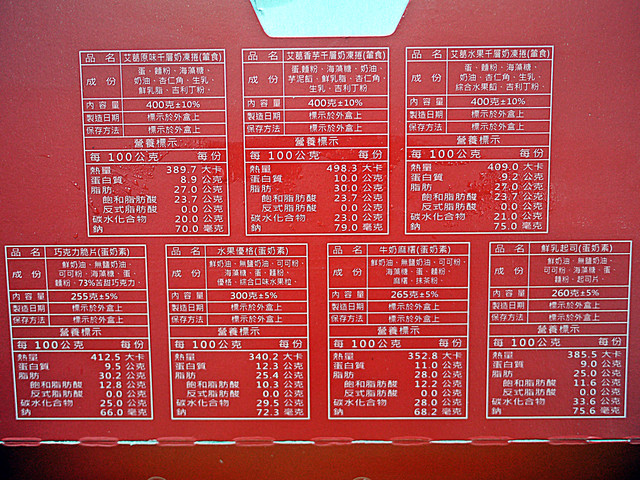 品 名 艾葛原味千層奶凍捲(葷食)
成 份 蛋、麵粉、海藻糖、
奶油、杏仁角、生乳、
鮮乳脂、吉利丁粉
內 容 量 400克±10%
製造日期 標示於外盒上
保存方法 標示於外盒上
營養標示
每 100公克 每份
熱量 389.7 大卡
蛋白質 8.9 公克
脂肪 27.0 公克
飽和脂肪酸 23.7 公克
反式脂肪酸 0.0 公克
碳水化合物 20.0 公克
鈉 70.0 毫克
品 名 艾葛香芋千層奶凍捲(葷食)
成 份 蛋、麵粉、海藻糖、奶油、
芋泥餡、鮮乳脂、杏仁角、
生乳、吉利丁粉
內 容 量 400克±10%
製造日期 標示於外盒上
保存方法 標示於外盒上
營養標示
每 100公克 每份
熱量 498.3 大卡
蛋白質 10.0 公克
脂肪 30.0 公克
飽和脂肪酸 23.7 公克
反式脂肪酸 0.0 公克
碳水化合物 23.0 公克
鈉 79.0 毫克
品 名 艾葛水果千層奶凍捲(葷食)
成 份 蛋、麵粉、海藻糖、
奶油、杏仁角、生乳、
綜合水果餡、吉利丁粉
內 容 量 400克±10%
製造日期 標示於外盒上
保存方法 標示於外盒上
營養標示
每 100公克 每份
熱量 409.0 大卡
蛋白質 9.2 公克
脂肪 27.0 公克
飽和脂肪酸 23.7 公克
反式脂肪酸 0.0 公克
碳水化合物 21.0 公克
鈉 75.0 毫克
品 名 巧克力脆片(蛋奶素)
成 份 鮮奶油、無鹽奶油、
可可粉、海藻糖、蛋、
麵粉、73%苦甜巧克力、
內 容 量 255克±5%
製造日期 標示於外盒上
保存方法 標示於外盒上
營養標示
每 100公克 每份
熱量 412.5 大卡
蛋白質 9.5 公克
脂肪 30.2 公克
飽和脂肪酸 12.8 公克
反式脂肪酸 0.0 公克
碳水化合物 25.0 公克
鈉 66.0 毫克
品 名 水果優格(蛋奶素)
成 份 鮮奶油、無鹽奶油、可可粉、
海藻糖、蛋、麵粉、
優格、綜合口味水果粒、
內 容 量 300克±5%
製造日期 標示於外盒上
保存方法 標示於外盒上
營養標示
每 100公克 每份
熱量 340.2 大卡
蛋白質 12.3 公克
脂肪 25.4 公克
飽和脂肪酸 10.3 公克
反式脂肪酸 0.0 公克
碳水化合物 29.5 公克
鈉 72.3 毫克
品 名 牛奶麻糬(蛋奶素)
成 份 鮮奶油、無鹽奶油、可可粉、
海藻糖、蛋、麵粉、
麻糬、抹茶粉、
內 容 量 265克±5%
製造日期 標示於外盒上
保存方法 標示於外盒上
營養標示
每 100公克 每份
熱量 352.8 大卡
蛋白質 11.0 公克
脂肪 28.0 公克
飽和脂肪酸 12.2 公克
反式脂肪酸 0.0 公克
碳水化合物 28.0 公克
鈉 68.2 毫克
品 名 鮮乳起司(蛋奶素)
成 份 鮮奶油、無鹽奶油、
可可粉、海藻糖、蛋、
麵粉、起司片、
內 容 量 260克±5%
製造日期 標示於外盒上
保存方法 標示於外盒上
營養標示
每 100公克 每份
熱量 385.5 大卡
蛋白質 9.0 公克
脂肪 25.0 公克
飽和脂肪酸 11.6 公克
反式脂肪酸 0.0 公克
碳水化合物 33.6 公克
鈉 75.6 毫克